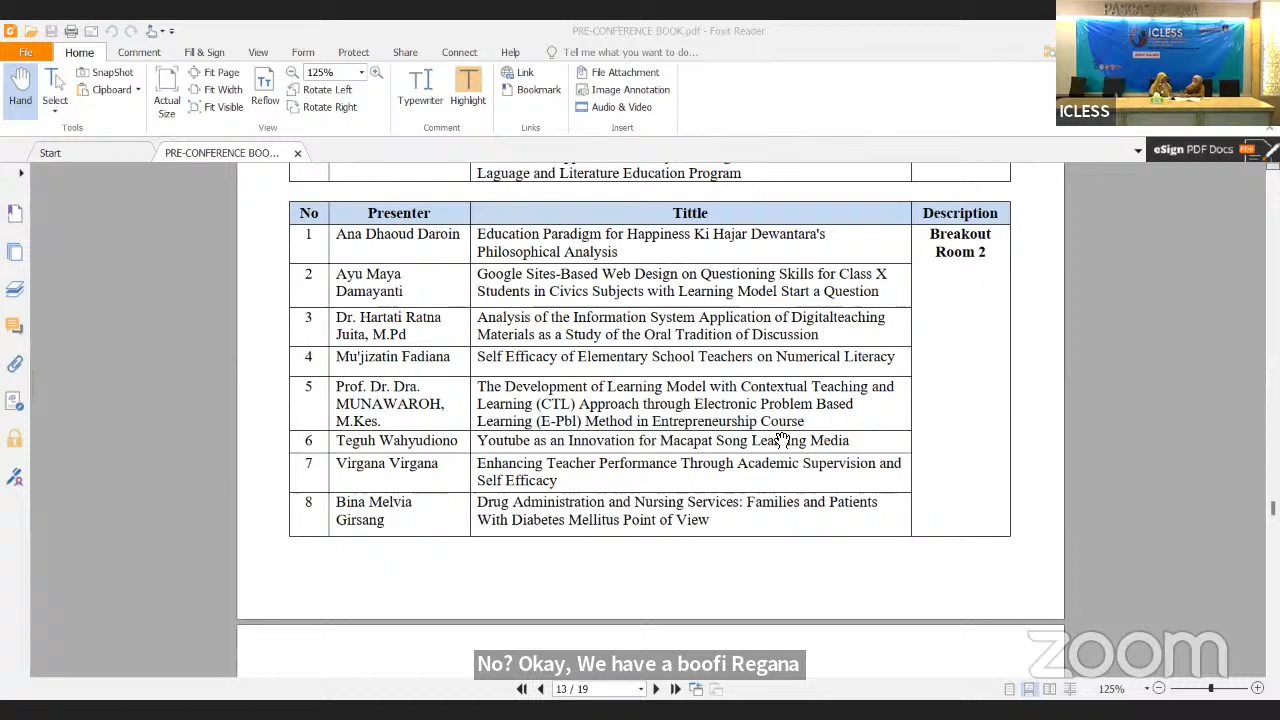 PRE-CONFERENCE BOOK.pdf - Foxit Reader
File Home Comment Fill & Sign View Form Protect Share Connect Help Tell me what you want to do...
Hand
Select
SnapShot
Clipboard
Tools
Actual Size
Fit Page
Fit Width
Fit Visible
Reflow
125%
Rotate Left
Rotate Right
View
Typewriter
Highlight
Comment
Link
Bookmark
Links
File Attachment
Image Annotation
Audio & Video
Insert
PASCASARJANA
ICLESS
ICLESS
Start
PRE-CONFERENCE BOO...
eSign PDF Docs
Laguage and Literature Education Program
No Presenter Tittle Description
1 Ana Dhaoud Daroin Education Paradigm for Happiness Ki Hajar Dewantara's Breakout
Philosophical Analysis Room 2
2 Ayu Maya Google Sites-Based Web Design on Questioning Skills for Class X
Damayanti Students in Civics Subjects with Learning Model Start a Question
3 Dr. Hartati Ratna Analysis of the Information System Application of Digitalteaching
Juita, M.Pd Materials as a Study of the Oral Tradition of Discussion
4 Mu'jizatin Fadiana Self Efficacy of Elementary School Teachers on Numerical Literacy
5 Prof. Dr. Dra. The Development of Learning Model with Contextual Teaching and
MUNAWAROH, Learning (CTL) Approach through Electronic Problem Based
M.Kes. Learning (E-Pbl) Method in Entrepreneurship Course
6 Teguh Wahyudiono Youtube as an Innovation for Macapat Song Learning Media
7 Virgana Virgana Enhancing Teacher Performance Through Academic Supervision and
Self Efficacy
8 Bina Melvia Drug Administration and Nursing Services: Families and Patients
Girsang With Diabetes Mellitus Point of View
zoom
No? Okay, We have a boofi Regana
13 / 19
125%